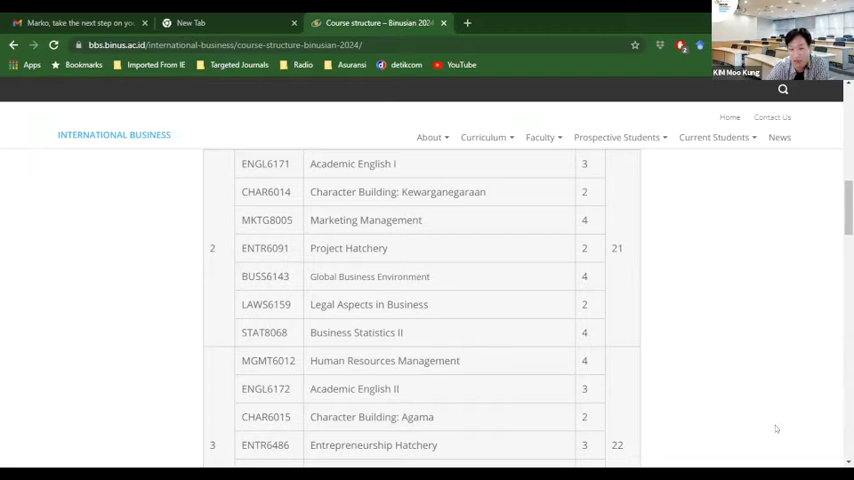 Marko, take the next step on you
New Tab
Course structure – Binusian 2024
bbs.binus.ac.id/international-business/course-structure-binusian-2024/
2
KIM Moo Kung
Apps Bookmarks Imported From IE Targeted Journals Radio Asuransi detikcom YouTube
Home Contact Us
INTERNATIONAL BUSINESS
About Curriculum Faculty Prospective Students Current Students News
ENGL6171 Academic English I 3
CHAR6014 Character Building: Kewarganegaraan 2
MKTG8005 Marketing Management 4
2 ENTR6091 Project Hatchery 2 21
BUSS6143 Global Business Environment 4
LAWS6159 Legal Aspects in Business 2
STAT8068 Business Statistics II 4
MGMT6012 Human Resources Management 4
ENGL6172 Academic English II 3
CHAR6015 Character Building: Agama 2
3 ENTR6486 Entrepreneurship Hatchery 3 22